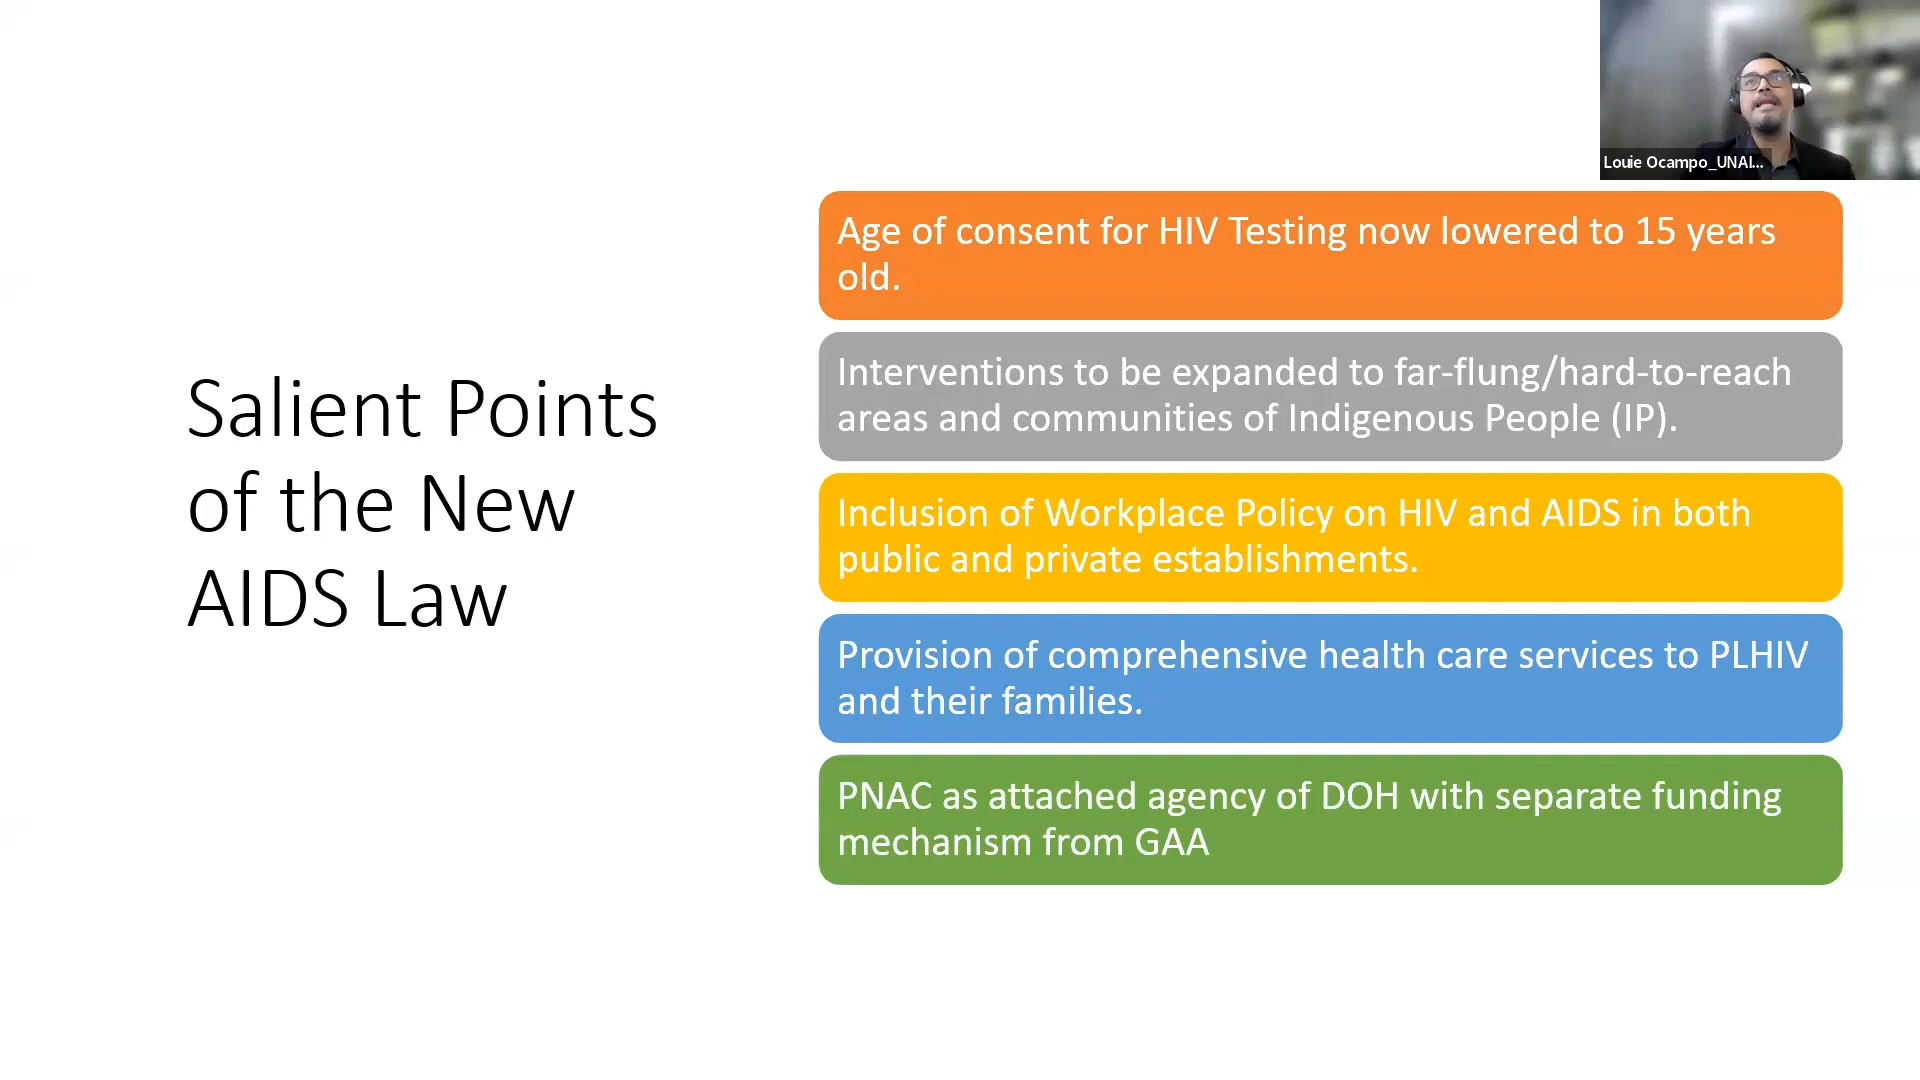 Louie Ocampo_UNAI...
Salient Points
of the New
AIDS Law
Age of consent for HIV Testing now lowered to 15 years
old.
Interventions to be expanded to far-flung/hard-to-reach
areas and communities of Indigenous People (IP).
Inclusion of Workplace Policy on HIV and AIDS in both
public and private establishments.
Provision of comprehensive health care services to PLHIV
and their families.
PNAC as attached agency of DOH with separate funding
mechanism from GAA